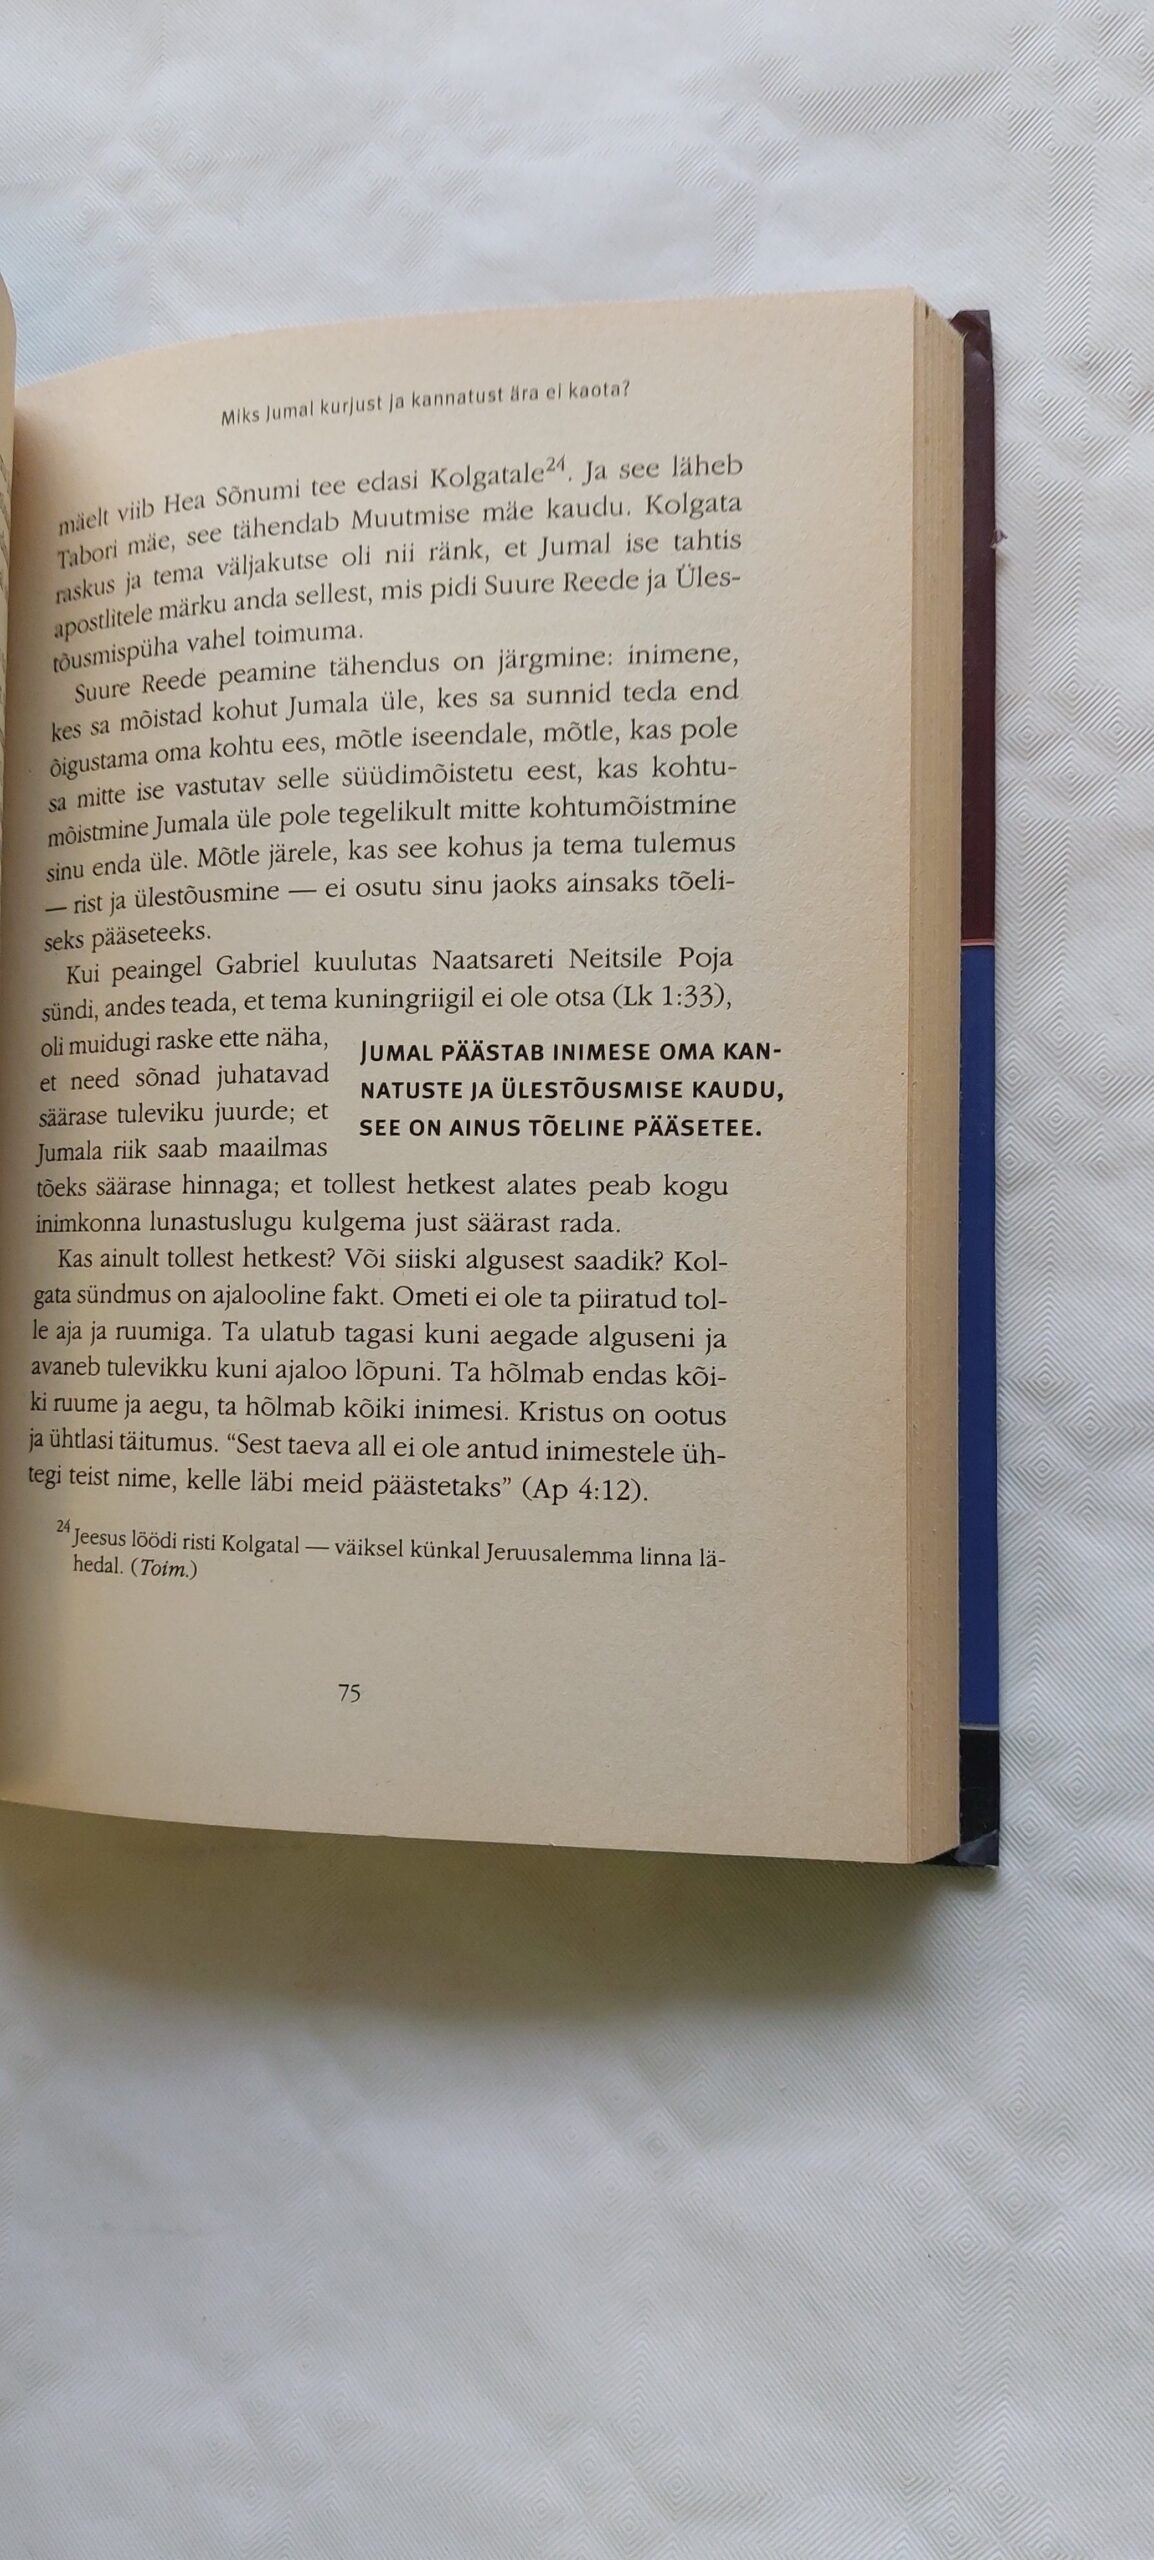 Miks Jumal kurjust ja kannatust ära ei kaota?
mäelt viib Hea Sõnumi tee edasi Kolgatale²⁴. Ja see läheb
Tabori mäe, see tähendab Muutmise mäe kaudu. Kolgata
raskus ja tema väljakutse oli nii ränk, et Jumal ise tahtis
apostlitele märku anda sellest, mis pidi Suure Reede ja Üles-
tõusmispüha vahel toimuma.
Suure Reede peamine tähendus on järgmine: inimene,
kes sa mõistad kohut Jumala üle, kes sa sunnid teda end
õigustama oma kohtu ees, mõtle iseendale, mõtle, kas pole
sa mitte ise vastutav selle süüdimõistetu eest, kas kohtu-
mõistmine Jumala üle pole tegelikult mitte kohtumõistmine
sinu enda üle. Mõtle järele, kas see kohus ja tema tulemus
— rist ja ülestõusmine — ei osutu sinu jaoks ainsaks tõeli-
seks pääseteeks.
Kui peaingel Gabriel kuulutas Naatsareti Neitsile Poja
sündi, andes teada, et tema kuningriigil ei ole otsa (Lk 1:33),
oli muidugi raske ette näha,
et need sõnad juhatavad
säärase tuleviku juurde; et
Jumala riik saab maailmas
JUMAL PÄÄSTAB INIMESE OMA KAN-
NATUSTE JA ÜLESTÕUSMISE KAUDU,
SEE ON AINUS TÕELINE PÄÄSETEE.
tõeks säärase hinnaga; et tollest hetkest alates peab kogu
inimkonna lunastuslugu kulgema just säärast rada.
Kas ainult tollest hetkest? Või siiski algusest saadik? Kol-
gata sündmus on ajalooline fakt. Ometi ei ole ta piiratud tol-
le aja ja ruumiga. Ta ulatub tagasi kuni aegade alguseni ja
avaneb tulevikku kuni ajaloo lõpuni. Ta hõlmab endas kõi-
ki ruume ja aegu, ta hõlmab kõiki inimesi. Kristus on ootus
ja ühtlasi täitumus. “Sest taeva all ei ole antud inimestele üh-
tegi teist nime, kelle läbi meid päästetaks” (Ap 4:12).
²⁴ Jeesus löödi risti Kolgatal — väiksel künkal Jeruusalemma linna lä-
hedal. (Toim.)
75